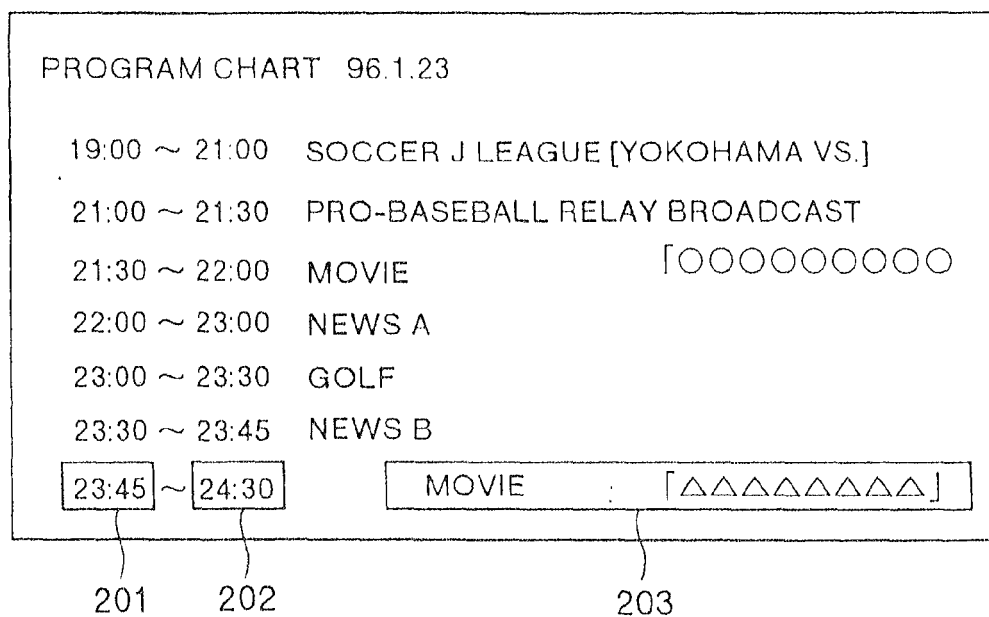 PROGRAM CHART 96.1.23
19:00 ~ 21:00 SOCCER J LEAGUE [YOKOHAMA VS.]
21:00 ~ 21:30 PRO-BASEBALL RELAY BROADCAST
21:30 ~ 22:00 MOVIE 「○○○○○○○○○
22:00 ~ 23:00 NEWS A
23:00 ~ 23:30 GOLF
23:30 ~ 23:45 NEWS B
23:45 ~ 24:30 MOVIE : 「△△△△△△△△」
201 202 203